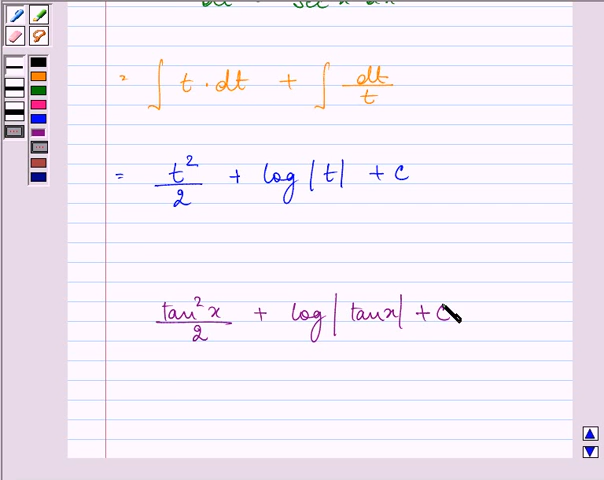 = ∫ t . dt + ∫ dt/t
= t²/2 + log |t| + C
tan²x/2 + log |tanx| + C